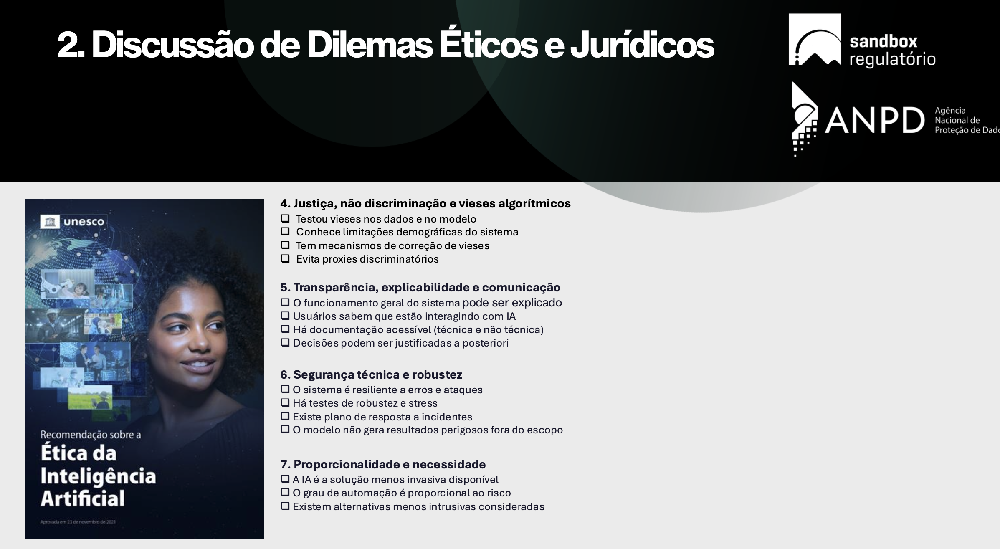 2. Discussão de Dilemas Éticos e Jurídicos
sandbox
regulatório
ANPD
Agência
Nacional de
Proteção de
unesco
Recomendação sobre a
Ética da
Inteligência
Artificial
Aprovada em 23 de novembro de 2021
4. Justiça, não discriminação e vieses algorítmicos
❑ Testou vieses nos dados e no modelo
❑ Conhece limitações demográficas do sistema
❑ Tem mecanismos de correção de vieses
❑ Evita proxies discriminatórios
5. Transparência, explicabilidade e comunicação
❑ O funcionamento geral do sistema pode ser explicado
❑ Usuários sabem que estão interagindo com IA
❑ Há documentação acessível (técnica e não técnica)
❑ Decisões podem ser justificadas a posteriori
6. Segurança técnica e robustez
❑ O sistema é resiliente a erros e ataques
❑ Há testes de robustez e stress
❑ Existe plano de resposta a incidentes
❑ O modelo não gera resultados perigosos fora do escopo
7. Proporcionalidade e necessidade
❑ A IA é a solução menos invasiva disponível
❑ O grau de automação é proporcional ao risco
❑ Existem alternativas menos intrusivas consideradas